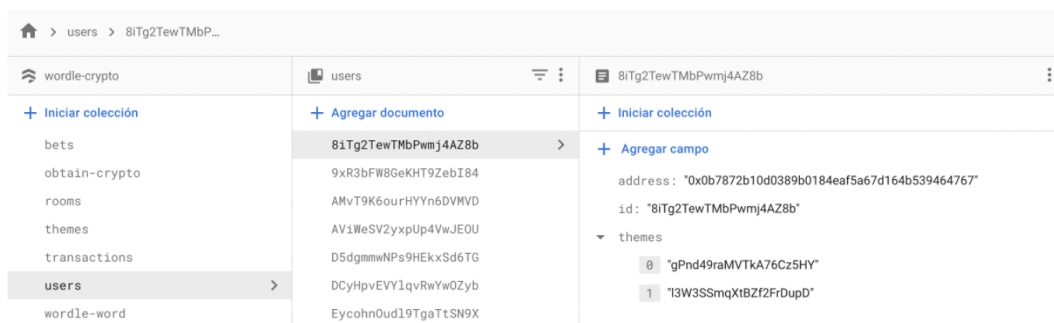 users > 8iTg2TewTMbP...
wordle-crypto
+ Iniciar colección
bets
obtain-crypto
rooms
themes
transactions
users
wordle-word
users
+ Agregar documento
8iTg2TewTMbPwmj4AZ8b
9xR3bFW8GeKHT9ZebI84
AMvT9K6ourHYYn6DVMVD
AViWeSV2yxpUp4VwJEOU
D5dgmmwNPs9HEkxSd6TG
DCyHpvEVYlqvRwYwOZyb
EycohnOudl9TgaTtSN9X
8iTg2TewTMbPwmj4AZ8b
+ Iniciar colección
+ Agregar campo
address: "0x0b7872b10d0389b0184eaf5a67d164b539464767"
id: "8iTg2TewTMbPwmj4AZ8b"
themes
0 "gPnd49raMVTkA76Cz5HY"
1 "l3W3SSmqXtBZf2FrDupD"